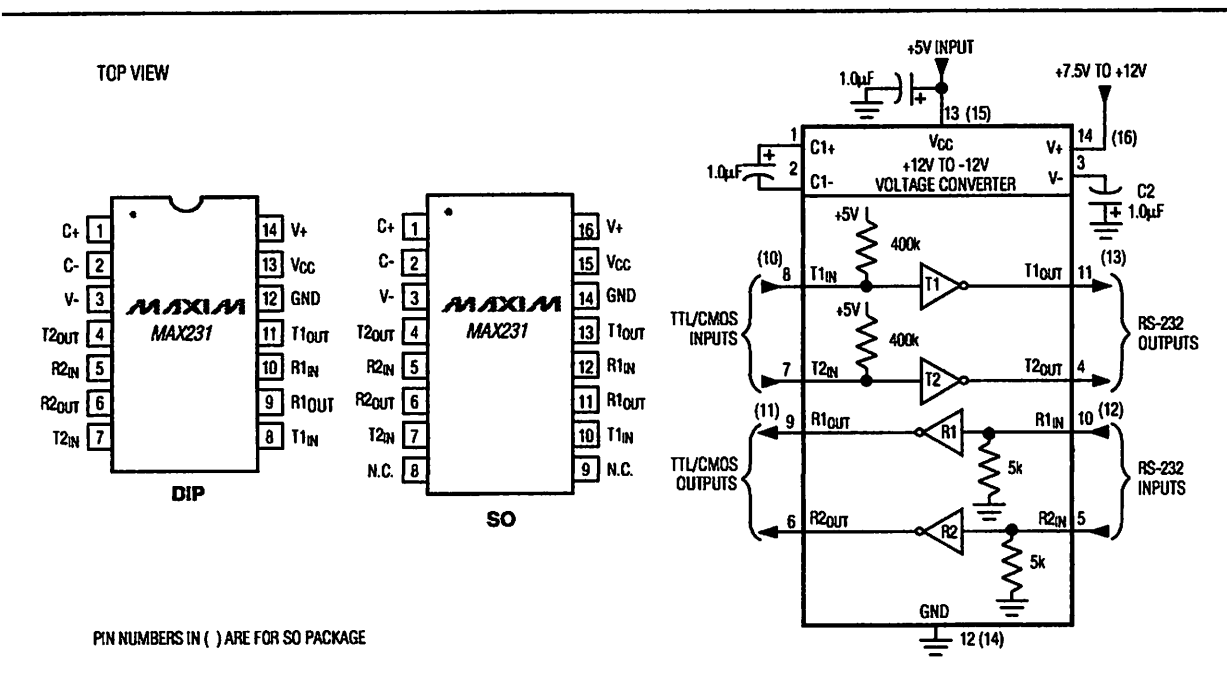 TOP VIEW
C+ 1
C- 2
V- 3
T2OUT 4
R2IN 5
R2OUT 6
T2IN 7
14 V+
13 VCC
12 GND
11 T1OUT
10 R1IN
9 R1OUT
8 T1IN
MAXIM
MAX231
DIP
C+ 1
C- 2
V- 3
T2OUT 4
R2IN 5
R2OUT 6
T2IN 7
N.C. 8
16 V+
15 VCC
14 GND
13 T1OUT
12 R1IN
11 R1OUT
10 T1IN
9 N.C.
MAXIM
MAX231
SO
PIN NUMBERS IN ( ) ARE FOR SO PACKAGE
+5V INPUT
1.0µF
+
13 (15)
+7.5V TO +12V
VCC
+12V TO -12V
VOLTAGE CONVERTER
1 C1+
2 C1-
1.0µF
+
V+ 14 (16)
V- 3
C2
+ 1.0µF
+5V
400k
(10)
8 T1IN
T1
T1OUT 11 (13)
+5V
400k
TTL/CMOS
INPUTS
RS-232
OUTPUTS
7 T2IN
T2
T2OUT 4
(11) 9 R1OUT
R1
R1IN 10 (12)
5k
TTL/CMOS
OUTPUTS
RS-232
INPUTS
6 R2OUT
R2
R2IN 5
5k
GND
12 (14)